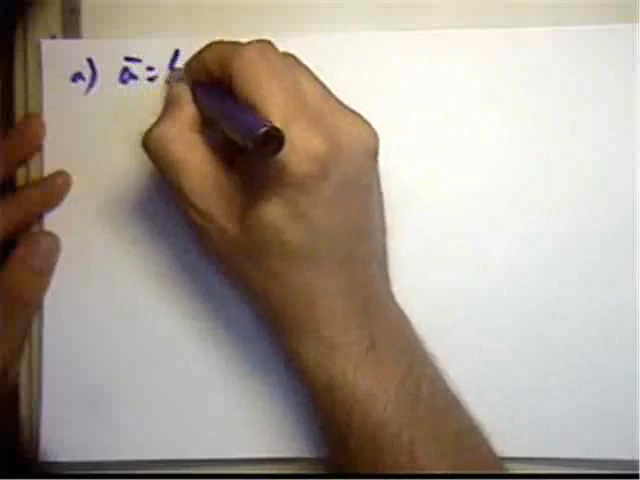 a) ā =